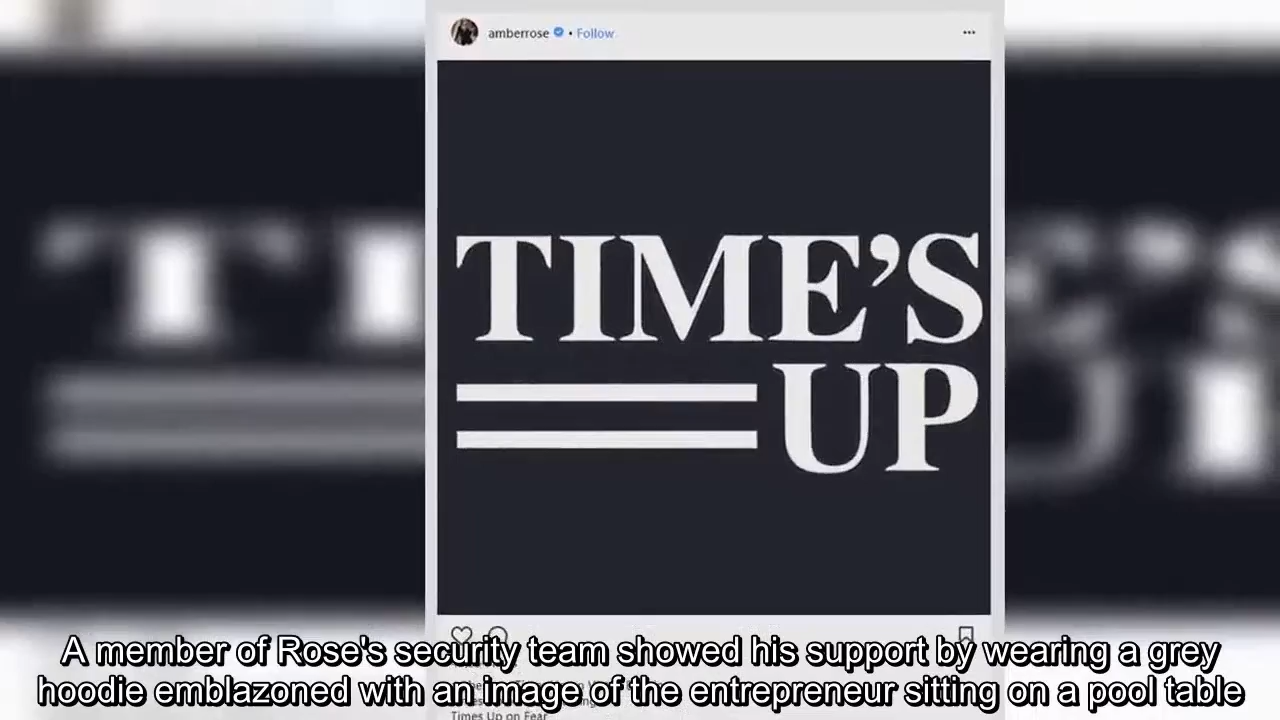 amberrose • Follow
TIME'S
UP
A member of Rose's security team showed his support by wearing a grey
hoodie emblazoned with an image of the entrepreneur sitting on a pool table
Times Up on Fear